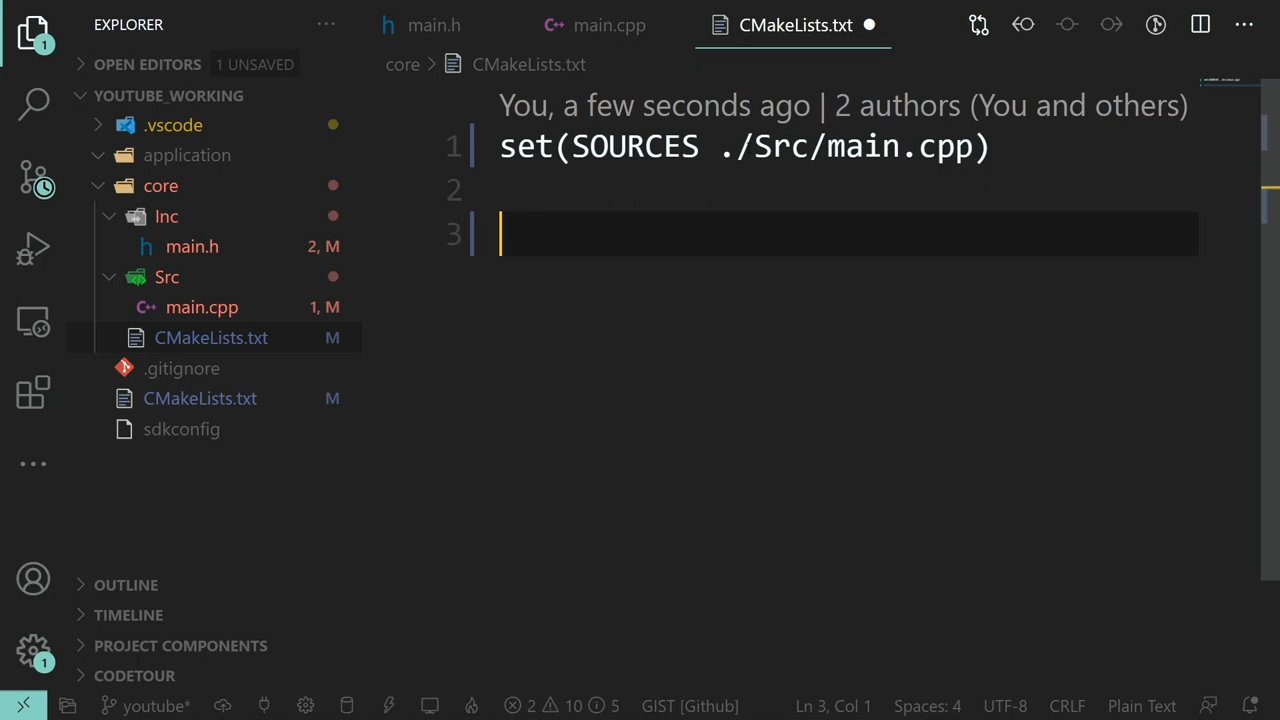 EXPLORER
main.h
main.cpp
CMakeLists.txt
OPEN EDITORS 1 UNSAVED
core > CMakeLists.txt
YOUTUBE_WORKING
.vscode
application
core
Inc
main.h 2, M
Src
main.cpp 1, M
CMakeLists.txt M
.gitignore
CMakeLists.txt M
sdkconfig
You, a few seconds ago | 2 authors (You and others)
1 set(SOURCES ./Src/main.cpp)
2
3
OUTLINE
TIMELINE
PROJECT COMPONENTS
CODETOUR
1
1
youtube* 2 10 5 GIST [Github] Ln 3, Col 1 Spaces: 4 UTF-8 CRLF Plain Text